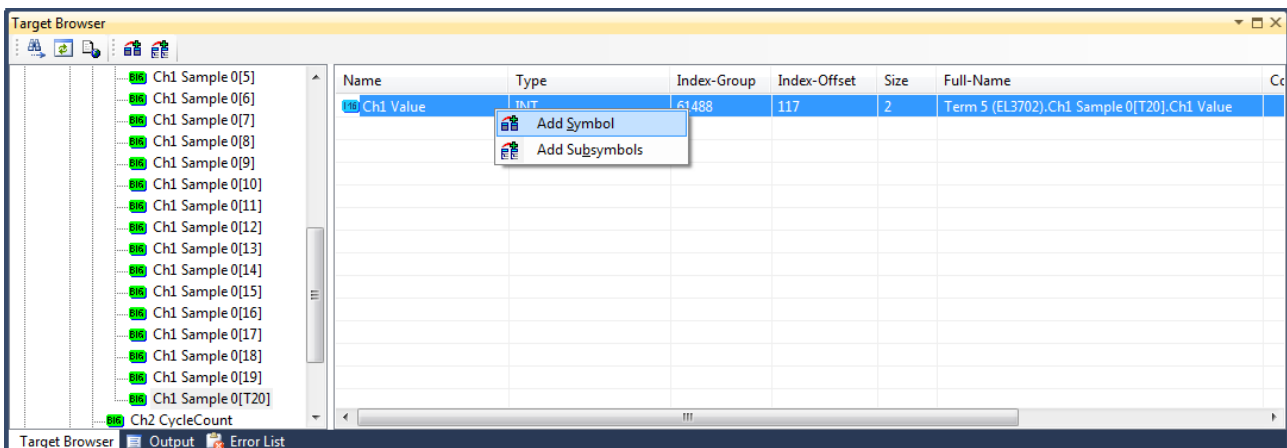 Target Browser
Ch1 Sample 0[5]
Ch1 Sample 0[6]
Ch1 Sample 0[7]
Ch1 Sample 0[8]
Ch1 Sample 0[9]
Ch1 Sample 0[10]
Ch1 Sample 0[11]
Ch1 Sample 0[12]
Ch1 Sample 0[13]
Ch1 Sample 0[14]
Ch1 Sample 0[15]
Ch1 Sample 0[16]
Ch1 Sample 0[17]
Ch1 Sample 0[18]
Ch1 Sample 0[19]
Ch1 Sample 0[T20]
Ch2 CycleCount
Name Type Index-Group Index-Offset Size Full-Name
Ch1 Value INT 61488 117 2 Term 5 (EL3702).Ch1 Sample 0[T20].Ch1 Value
Add Symbol
Add Subsymbols
Target Browser Output Error List